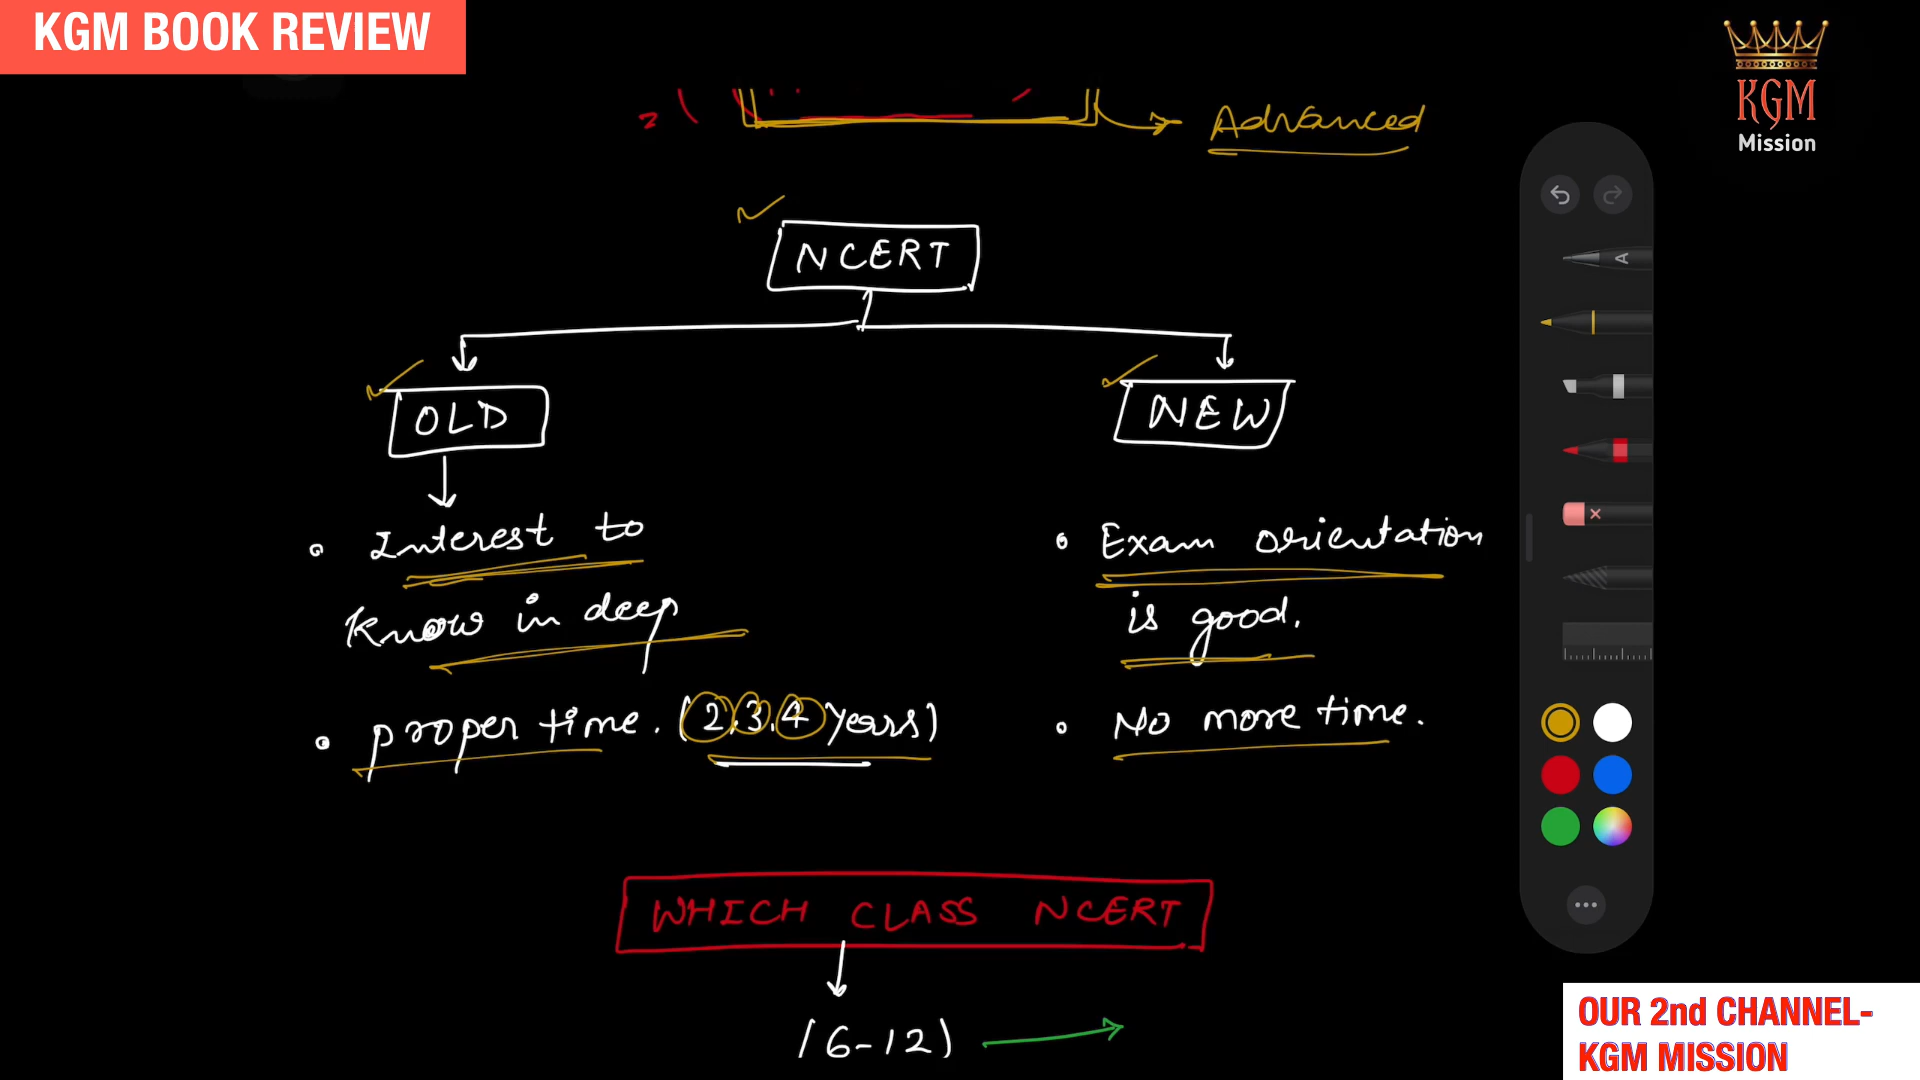 KGM BOOK REVIEW
KGM
Mission
Advanced
NCERT
OLD
NEW
A
• Interest to
know in deep
• proper time. (2,3,4 years)
• Exam orientation
is good.
• No more time.
WHICH CLASS NCERT
(6-12)
OUR 2nd CHANNEL-
KGM MISSION